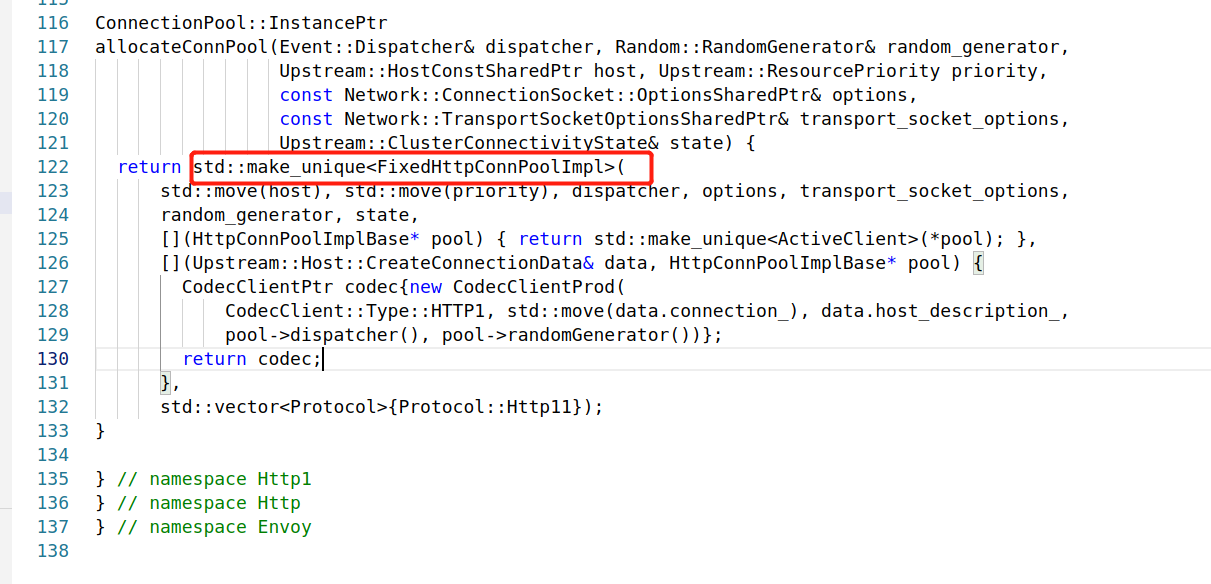 116 ConnectionPool::InstancePtr
117 allocateConnPool(Event::Dispatcher& dispatcher, Random::RandomGenerator& random_generator,
118                  Upstream::HostConstSharedPtr host, Upstream::ResourcePriority priority,
119                  const Network::ConnectionSocket::OptionsSharedPtr& options,
120                  const Network::TransportSocketOptionsSharedPtr& transport_socket_options,
121                  Upstream::ClusterConnectivityState& state) {
122   return std::make_unique<FixedHttpConnPoolImpl>(
123       std::move(host), std::move(priority), dispatcher, options, transport_socket_options,
124       random_generator, state,
125       [](HttpConnPoolImplBase* pool) { return std::make_unique<ActiveClient>(*pool); },
126       [](Upstream::Host::CreateConnectionData& data, HttpConnPoolImplBase* pool) {
127         CodecClientPtr codec{new CodecClientProd(
128             CodecClient::Type::HTTP1, std::move(data.connection_), data.host_description_,
129             pool->dispatcher(), pool->randomGenerator())};
130         return codec;
131       },
132       std::vector<Protocol>{Protocol::Http11});
133 }
134
135 } // namespace Http1
136 } // namespace Http
137 } // namespace Envoy
138